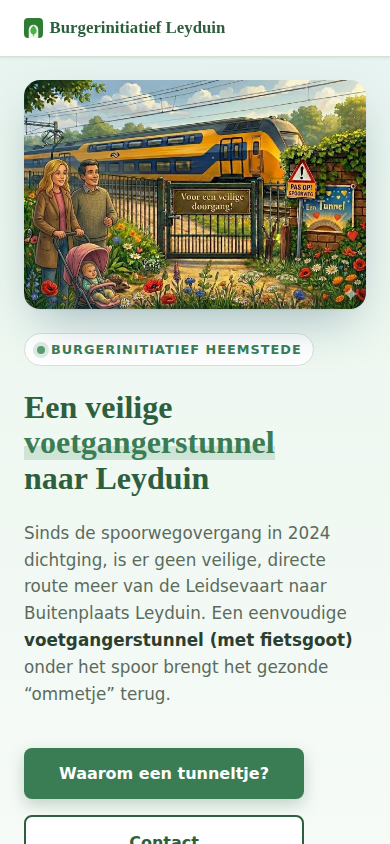 Burgerinitiatief Leyduin
Voor een veilige
doorgang!
PAS OP!
SPOORWEG
Een Tunnel
BURGERINITIATIEF HEEMSTEDE
Een veilige
voetgangerstunnel
naar Leyduin
Sinds de spoorwegovergang in 2024
dichtging, is er geen veilige, directe
route meer van de Leidsevaart naar
Buitenplaats Leyduin. Een eenvoudige
voetgangerstunnel (met fietsgoot)
onder het spoor brengt het gezonde
“ommetje” terug.
Waarom een tunneltje?
Contact